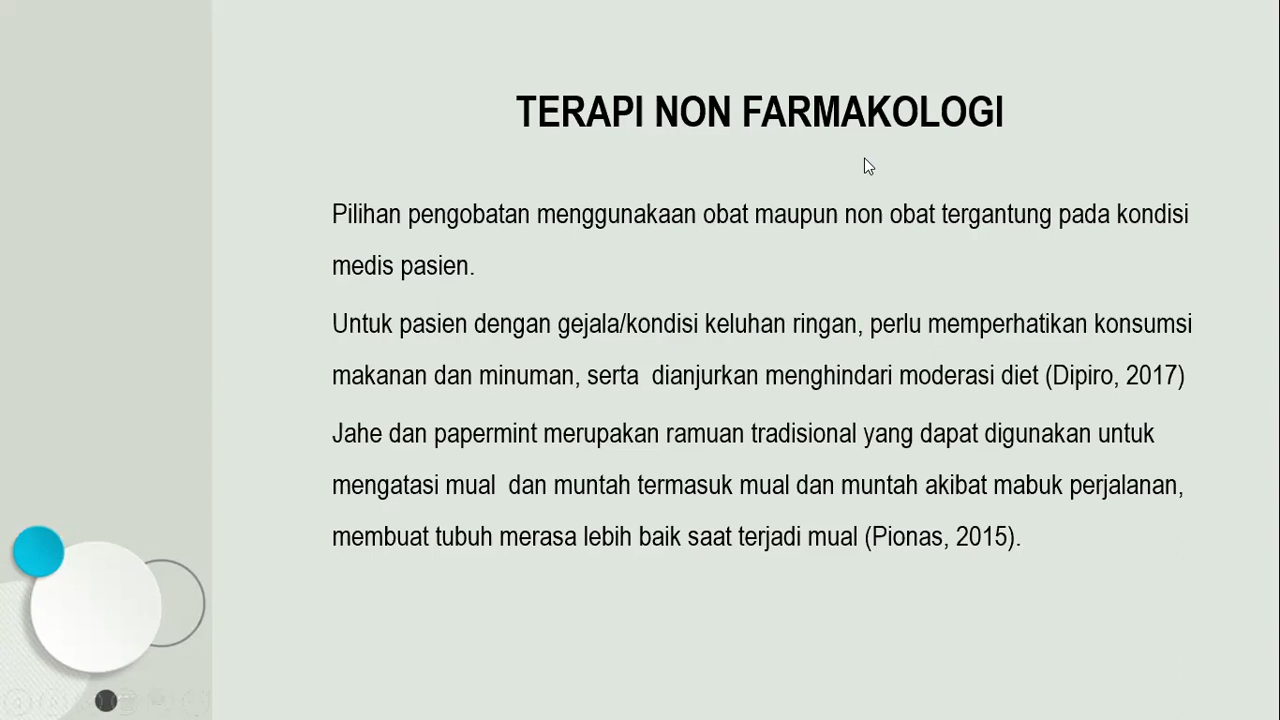 TERAPI NON FARMAKOLOGI
Pilihan pengobatan menggunakaan obat maupun non obat tergantung pada kondisi
medis pasien.
Untuk pasien dengan gejala/kondisi keluhan ringan, perlu memperhatikan konsumsi
makanan dan minuman, serta dianjurkan menghindari moderasi diet (Dipiro, 2017)
Jahe dan papermint merupakan ramuan tradisional yang dapat digunakan untuk
mengatasi mual dan muntah termasuk mual dan muntah akibat mabuk perjalanan,
membuat tubuh merasa lebih baik saat terjadi mual (Pionas, 2015).